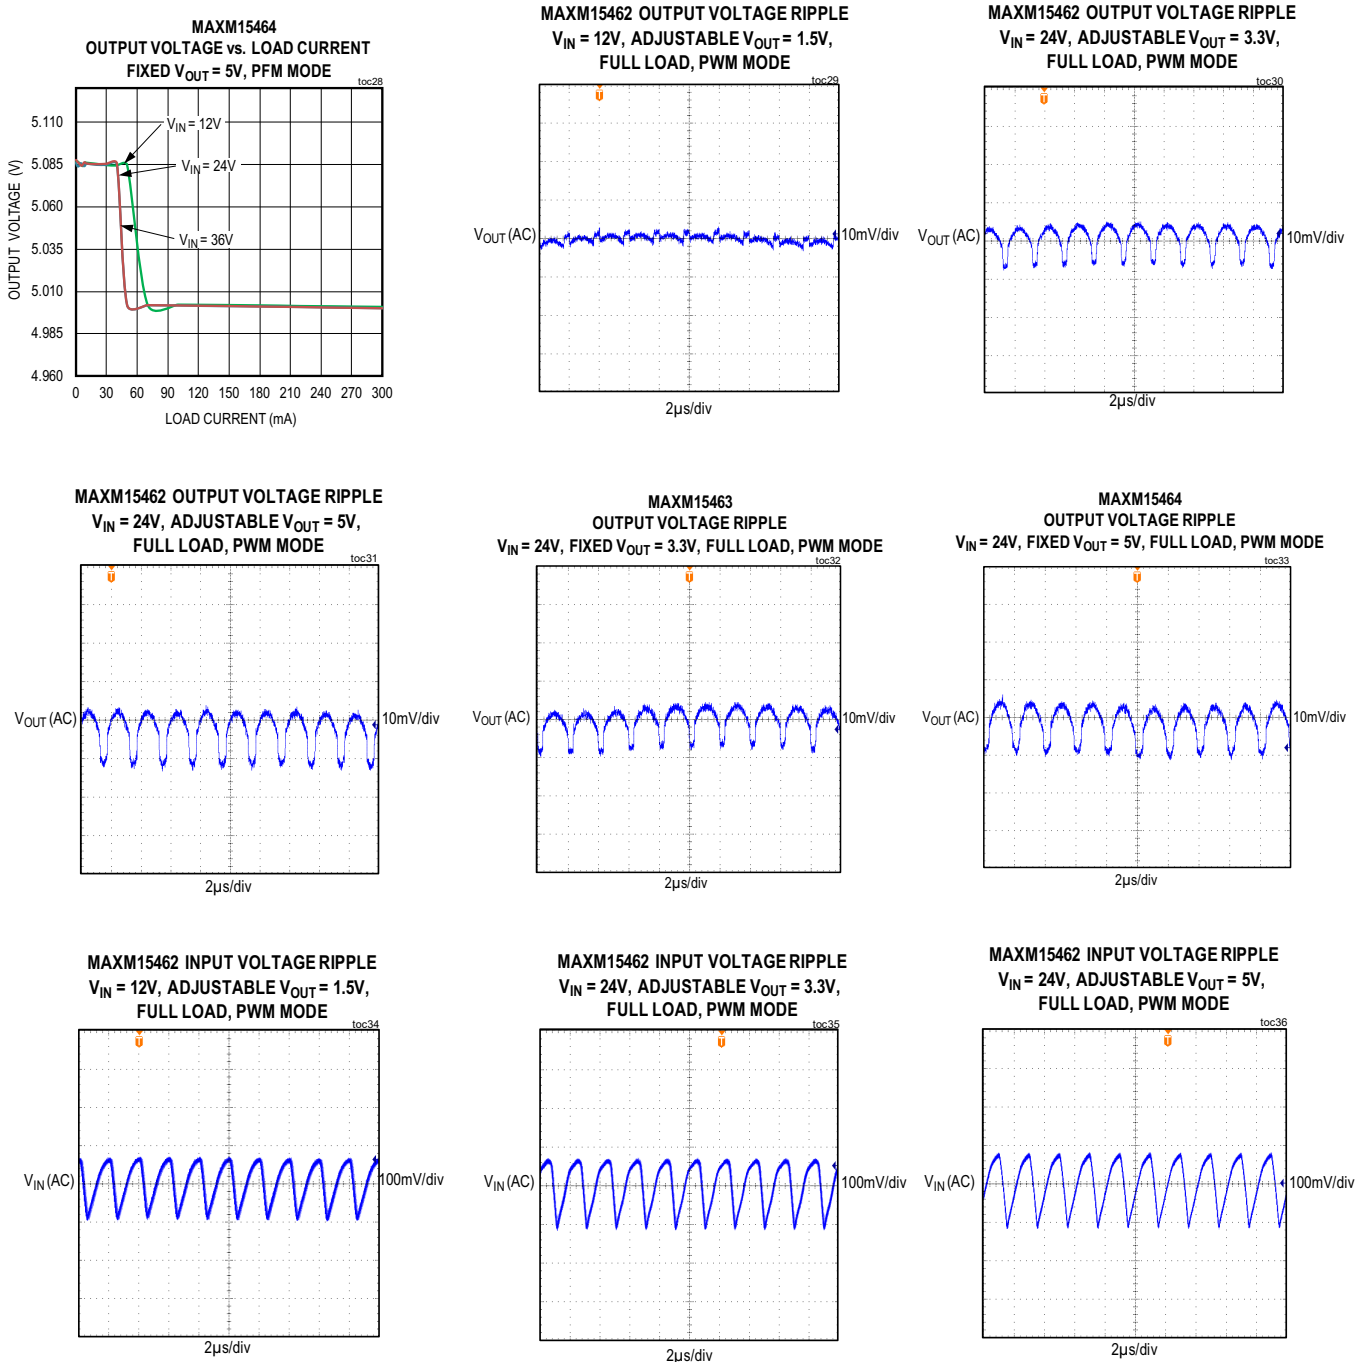 MAXM15464
OUTPUT VOLTAGE vs. LOAD CURRENT
FIXED VOUT = 5V, PFM MODE
toc28
5.110
5.085
5.060
5.035
5.010
4.985
4.960
OUTPUT VOLTAGE (V)
VIN = 12V
VIN = 24V
VIN = 36V
0 30 60 90 120 150 180 210 240 270 300
LOAD CURRENT (mA)
MAXM15462 OUTPUT VOLTAGE RIPPLE
VIN = 12V, ADJUSTABLE VOUT = 1.5V,
FULL LOAD, PWM MODE
toc29
T
VOUT (AC)
10mV/div
2µs/div
MAXM15462 OUTPUT VOLTAGE RIPPLE
VIN = 24V, ADJUSTABLE VOUT = 3.3V,
FULL LOAD, PWM MODE
toc30
T
VOUT (AC)
10mV/div
2µs/div
MAXM15462 OUTPUT VOLTAGE RIPPLE
VIN = 24V, ADJUSTABLE VOUT = 5V,
FULL LOAD, PWM MODE
toc31
T
VOUT (AC)
10mV/div
2µs/div
MAXM15463
OUTPUT VOLTAGE RIPPLE
VIN = 24V, FIXED VOUT = 3.3V, FULL LOAD, PWM MODE
toc32
T
VOUT (AC)
10mV/div
2µs/div
MAXM15464
OUTPUT VOLTAGE RIPPLE
VIN = 24V, FIXED VOUT = 5V, FULL LOAD, PWM MODE
toc33
T
VOUT (AC)
10mV/div
2µs/div
MAXM15462 INPUT VOLTAGE RIPPLE
VIN = 12V, ADJUSTABLE VOUT = 1.5V,
FULL LOAD, PWM MODE
toc34
T
VIN (AC)
100mV/div
2µs/div
MAXM15462 INPUT VOLTAGE RIPPLE
VIN = 24V, ADJUSTABLE VOUT = 3.3V,
FULL LOAD, PWM MODE
toc35
T
VIN (AC)
100mV/div
2µs/div
MAXM15462 INPUT VOLTAGE RIPPLE
VIN = 24V, ADJUSTABLE VOUT = 5V,
FULL LOAD, PWM MODE
toc36
T
VIN (AC)
100mV/div
2µs/div